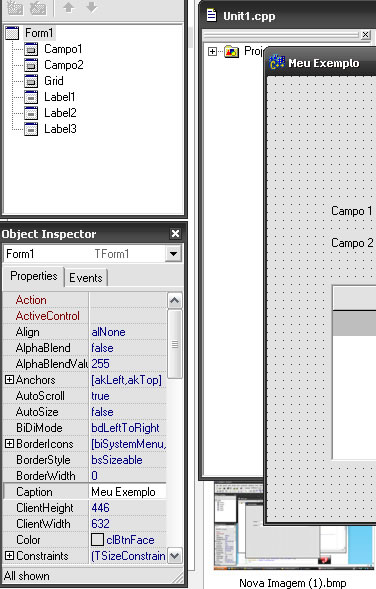 Form1
Campo1
Campo2
Grid
Label1
Label2
Label3
Object Inspector
Form1 TForm1
Properties Events
Action
ActiveControl
Align alNone
AlphaBlend false
AlphaBlendValu 255
Anchors [akLeft,akTop]
AutoScroll true
AutoSize false
BiDiMode bdLeftToRight
BorderIcons [biSystemMenu,
BorderStyle bsSizeable
BorderWidth 0
Caption Meu Exemplo
ClientHeight 446
ClientWidth 632
Color clBtnFace
Constraints (TSizeConstrain
All shown
Unit1.cpp
Proje
Meu Exemplo
Campo 1
Campo 2
Nova Imagem (1).bmp